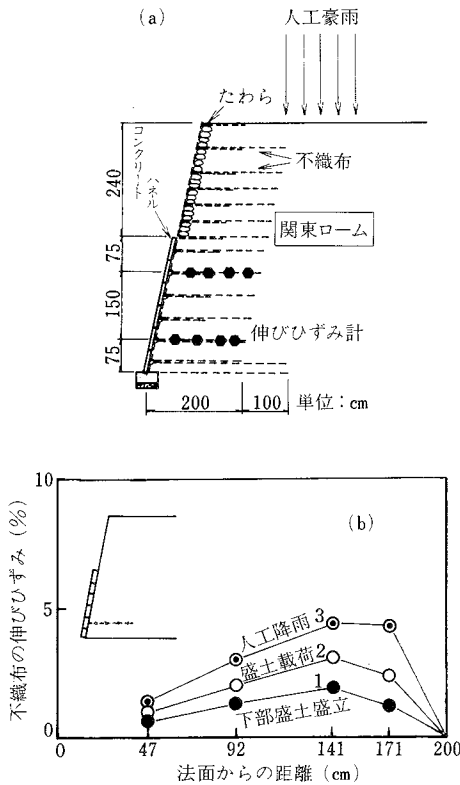 (a)
人工豪雨
たわら
コンクリート
パネル
不織布
関東ローム
伸びひずみ計
240
75
150
75
200
100
単位：cm
(b)
不織布の伸びひずみ (%)
10
5
0
人工降雨 3
盛土載荷 2
1
下部盛土盛立
0
47
92
141
171
200
法面からの距離 (cm)